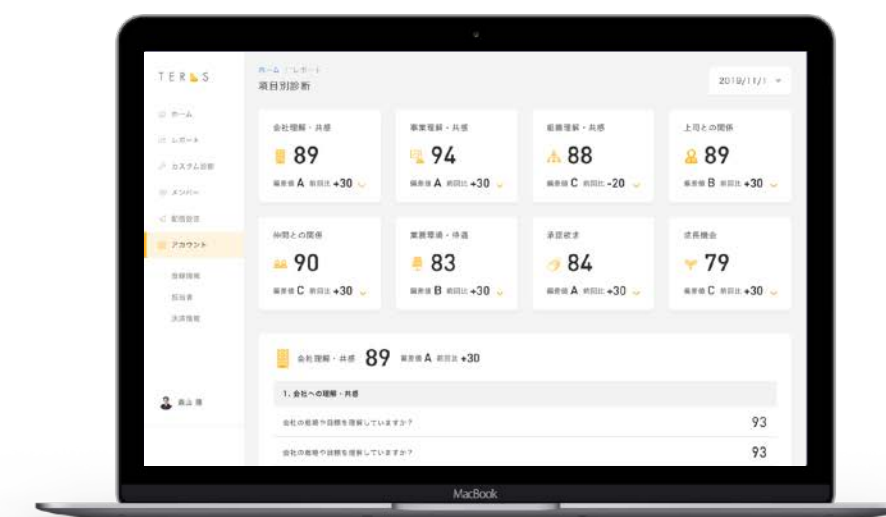 TERAS
ホーム / レポート
項目別診断
2019/11/1
ホーム
レポート
カスタム診断
メンバー
配信設定
アカウント
登録情報
担当者
決済情報
会社理解・共感
89
偏差値 A 前回比 +30
事業理解・共感
94
偏差値 A 前回比 +30
組織理解・共感
88
偏差値 C 前回比 -20
上司との関係
89
偏差値 B 前回比 +30
仲間との関係
90
偏差値 C 前回比 +30
業務環境・待遇
83
偏差値 B 前回比 +30
承認欲求
84
偏差値 A 前回比 +30
成長機会
79
偏差値 C 前回比 +30
会社理解・共感 89 偏差値 A 前回比 +30
1. 会社への理解・共感
会社の戦略や目標を理解していますか？ 93
会社の戦略や目標を理解していますか？ 93
MacBook